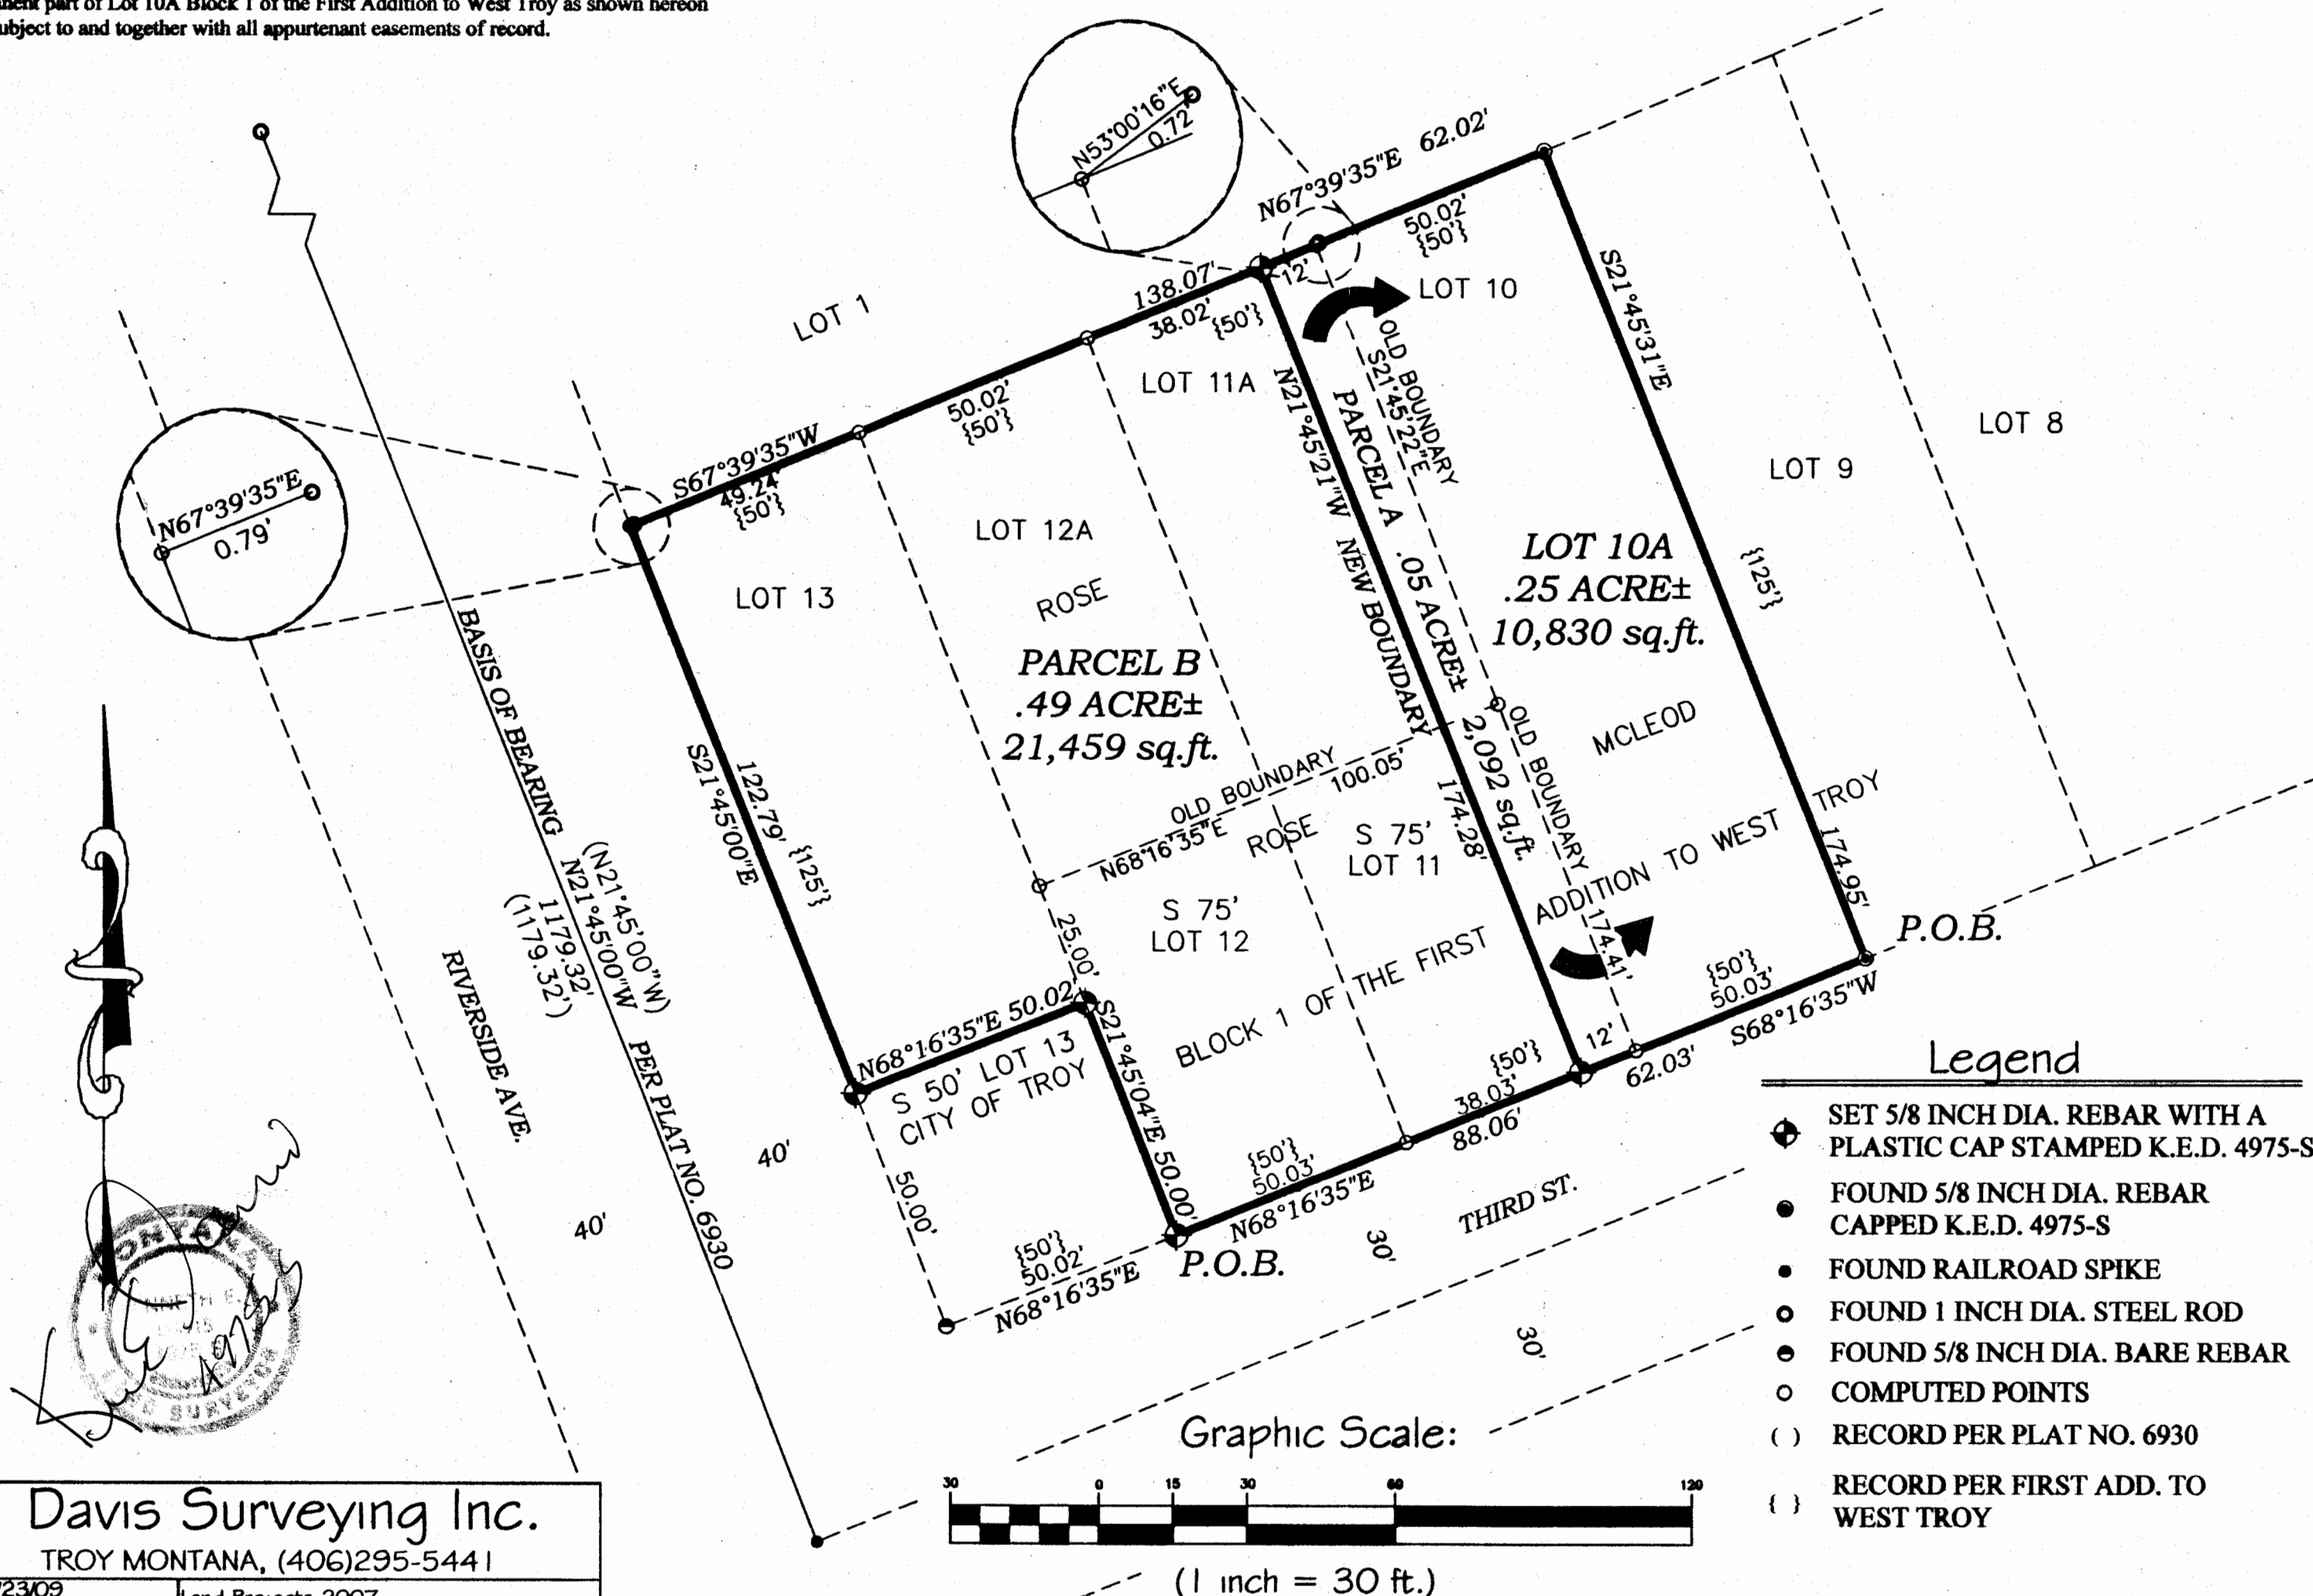 part of Lot 10A Block 1 of the First Addition to West Troy as shown hereon
subject to and together with all appurtenant easements of record.
N53°00'16"E
0.72'
N67°39'35"E 62.02'
50.02'
{50'}
12'
LOT 10
138.07'
38.02' {50'}
LOT 1
LOT 11A
50.02'
{50'}
S67°39'35"W
49.24'
{50'}
N67°39'35"E
0.79'
S21°45'31"E
{125'}
174.95'
OLD BOUNDARY
S21°45'22"E
N21°45'21"W NEW BOUNDARY
174.28'
PARCEL A .05 ACRE± 2,092 sq.ft.
LOT 8
LOT 9
LOT 12A
LOT 13
ROSE
LOT 10A
.25 ACRE±
10,830 sq.ft.
PARCEL B
.49 ACRE±
21,459 sq.ft.
MCLEOD
OLD BOUNDARY
174.41'
OLD BOUNDARY
N68°16'35"E 100.05'
ROSE
S 75'
LOT 11
S 75'
LOT 12
25.00'
122.79' {125'}
S21°45'00"E
BASIS OF BEARING
(N21°45'00"W)
N21°45'00"W PER PLAT NO. 6930
1179.32'
(1179.32')
RIVERSIDE AVE.
BLOCK 1 OF THE FIRST ADDITION TO WEST TROY
P.O.B.
{50'}
50.03'
S68°16'35"W
12'
62.03'
N68°16'35"E 50.02'
S 50' LOT 13
CITY OF TROY
S21°45'04"E 50.00'
{50'}
38.03'
88.06'
{50'}
50.03'
N68°16'35"E
THIRD ST.
40'
40'
50.00'
{50'}
50.02'
N68°16'35"E
P.O.B.
30'
30'
Legend
SET 5/8 INCH DIA. REBAR WITH A
PLASTIC CAP STAMPED K.E.D. 4975-S
FOUND 5/8 INCH DIA. REBAR
CAPPED K.E.D. 4975-S
FOUND RAILROAD SPIKE
FOUND 1 INCH DIA. STEEL ROD
FOUND 5/8 INCH DIA. BARE REBAR
COMPUTED POINTS
( ) RECORD PER PLAT NO. 6930
{ } RECORD PER FIRST ADD. TO
WEST TROY
MONTANA
SURVEYOR
4975S
Graphic Scale:
30 0 15 30 60 120
(1 inch = 30 ft.)
Davis Surveying Inc.
TROY MONTANA, (406)295-5441
23/09
Land Projects 2007